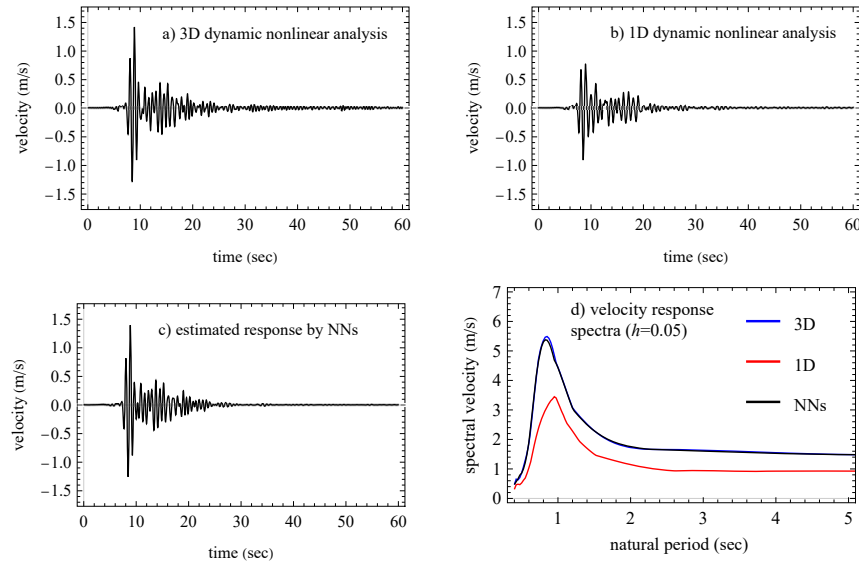 a) 3D dynamic nonlinear analysis
1.5
1.0
0.5
0.0
−0.5
−1.0
−1.5
velocity (m/s)
0 10 20 30 40 50 60
time (sec)
b) 1D dynamic nonlinear analysis
1.5
1.0
0.5
0.0
−0.5
−1.0
−1.5
velocity (m/s)
0 10 20 30 40 50 60
time (sec)
c) estimated response by NNs
1.5
1.0
0.5
0.0
−0.5
−1.0
−1.5
velocity (m/s)
0 10 20 30 40 50 60
time (sec)
d) velocity response
spectra (h=0.05)
3D
1D
NNs
7
6
5
4
3
2
1
0
spectral velocity (m/s)
1 2 3 4 5
natural period (sec)